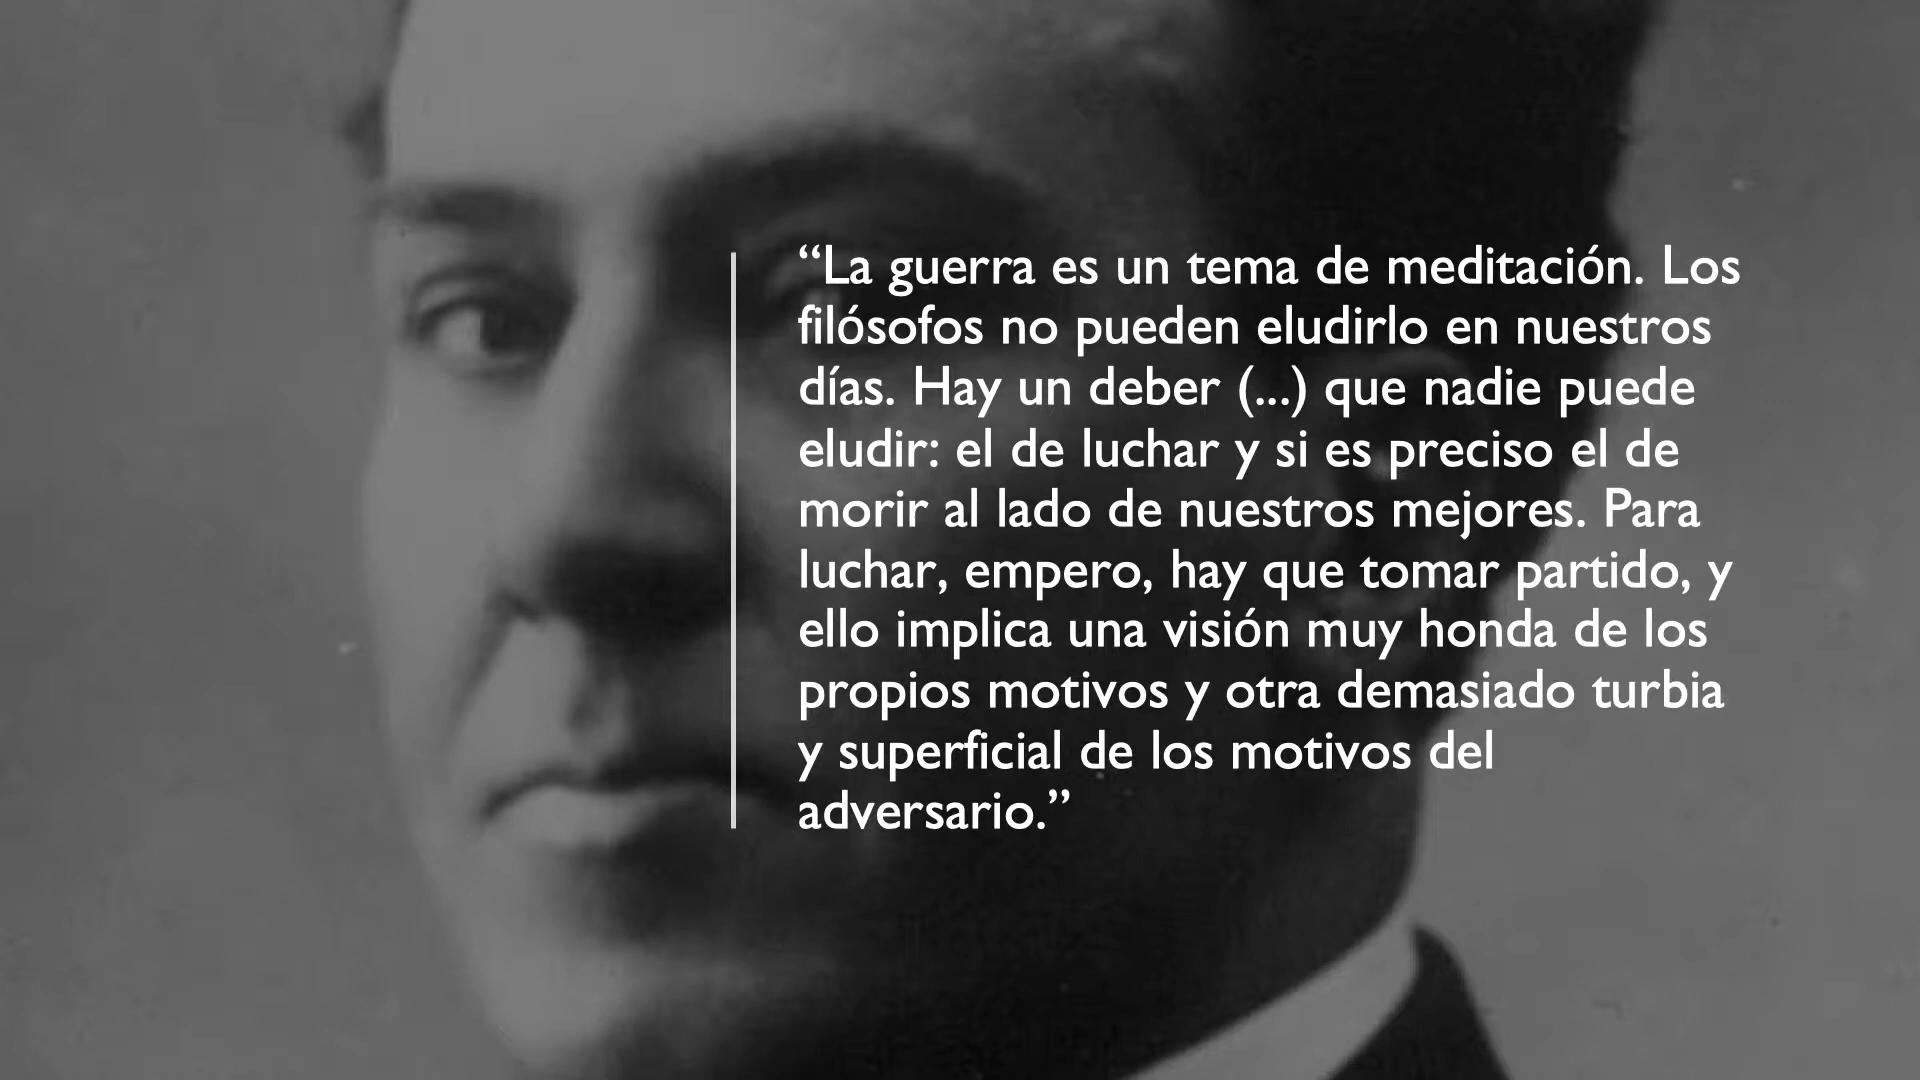 “La guerra es un tema de meditación. Los
filósofos no pueden eludirlo en nuestros
días. Hay un deber (...) que nadie puede
eludir: el de luchar y si es preciso el de
morir al lado de nuestros mejores. Para
luchar, empero, hay que tomar partido, y
ello implica una visión muy honda de los
propios motivos y otra demasiado turbia
y superficial de los motivos del
adversario.”